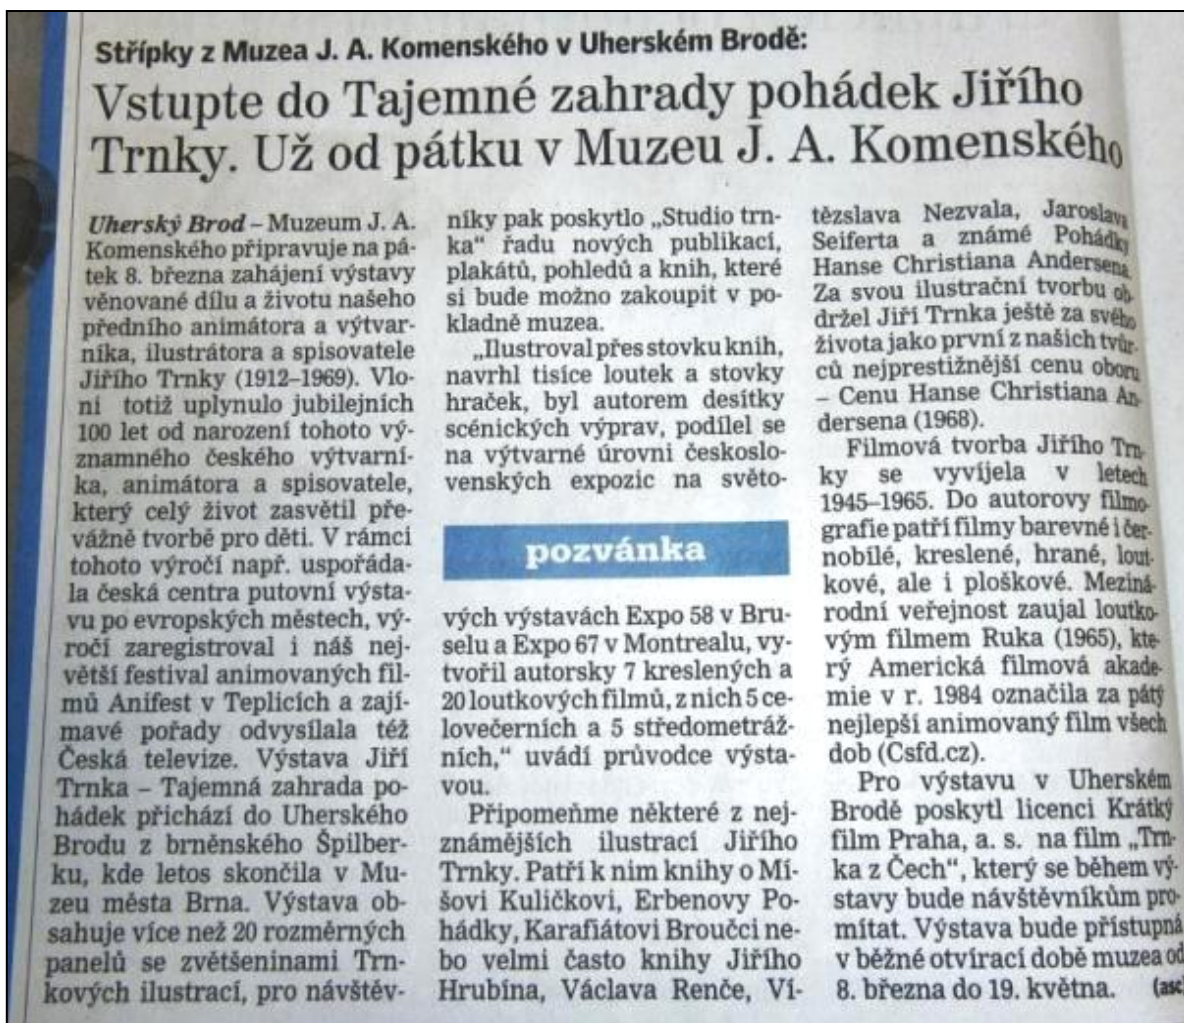 Střípky z Muzea J. A. Komenského v Uherském Brodě:
Vstupte do Tajemné zahrady pohádek Jiřího
Trnky. Už od pátku v Muzeu J. A. Komenského
Uherský Brod – Muzeum J. A.
Komenského připravuje na pá-
tek 8. března zahájení výstavy
věnované dílu a životu našeho
předního animátora a výtvar-
níka, ilustrátora a spisovatele
Jiřího Trnky (1912–1969). Vlo-
ni totiž uplynulo jubilejních
100 let od narození tohoto vý-
znamného českého výtvarní-
ka, animátora a spisovatele,
který celý život zasvětil pře-
vážně tvorbě pro děti. V rámci
tohoto výročí např. uspořáda-
la česká centra putovní výsta-
vu po evropských městech, vý-
ročí zaregistroval i náš nej-
větší festival animovaných fil-
mů Anifest v Teplicích a zají-
mavé pořady odvysílala též
Česká televize. Výstava Jiří
Trnka – Tajemná zahrada po-
hádek přichází do Uherského
Brodu z brněnského Špilber-
ku, kde letos skončila v Mu-
zeu města Brna. Výstava ob-
sahuje více než 20 rozměrných
panelů se zvětšeninami Trn-
kových ilustrací, pro návštěv-
níky pak poskytlo „Studio trn-
ka“ řadu nových publikací,
plakátů, pohledů a knih, které
si bude možno zakoupit v po-
kladně muzea.
„Ilustroval přes stovku knih,
navrhl tisíce loutek a stovky
hraček, byl autorem desítky
scénických výprav, podílel se
na výtvarné úrovni českoslo-
venských expozic na světo-
pozvánka
vých výstavách Expo 58 v Bru-
selu a Expo 67 v Montrealu, vy-
tvořil autorsky 7 kreslených a
20 loutkových filmů, z nich 5 ce-
lovečerních a 5 středometráž-
ních,“ uvádí průvodce výsta-
vou.
Připomeňme některé z nej-
známějších ilustrací Jiřího
Trnky. Patří k nim knihy o Mí-
šovi Kuličkovi, Erbenovy Po-
hádky, Karafiátovi Broučci ne-
bo velmi často knihy Jiřího
Hrubína, Václava Renče, Ví-
tězslava Nezvala, Jaroslava
Seiferta a známé Pohádky
Hanse Christiana Andersena.
Za svou ilustrační tvorbu ob-
držel Jiří Trnka ještě za svého
života jako první z našich tvůr-
ců nejprestižnější cenu oboru
– Cenu Hanse Christiana An-
dersena (1968).
Filmová tvorba Jiřího Trn-
ky se vyvíjela v letech
1945–1965. Do autorovy filmo-
grafie patří filmy barevné i čer-
nobílé, kreslené, hrané, lout-
kové, ale i ploškové. Meziná-
rodní veřejnost zaujal loutko-
vým filmem Ruka (1965), kte-
rý Americká filmová akade-
mie v r. 1984 označila za pátý
nejlepší animovaný film všech
dob (Csfd.cz).
Pro výstavu v Uherském
Brodě poskytl licenci Krátký
film Praha, a. s. na film „Trn-
ka z Čech“, který se během vý-
stavy bude návštěvníkům pro-
mítat. Výstava bude přístupná
v běžné otvírací době muzea od
8. března do 19. května. (asc)